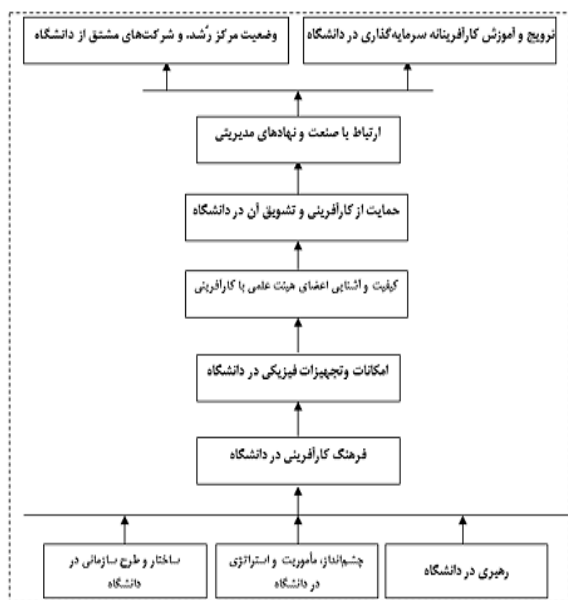 ترویج و آموزش کارآفرینانه سرمایه‌گذاری در دانشگاه
وضعیت مرکز رُشد، و شرکت‌های مشتق از دانشگاه
ارتباط با صنعت و نهادهای مدیریتی
حمایت از کارآفرینی و تشویق آن در دانشگاه
کیفیت و آشنایی اعضای هیئت علمی با کارآفرینی
امکانات وتجهیزات فیزیکی در دانشگاه
فرهنگ کارآفرینی در دانشگاه
رهبری در دانشگاه
چشم‌انداز، مأموریت و استراتژی
در دانشگاه
ساختار و طرح سازمانی در
دانشگاه